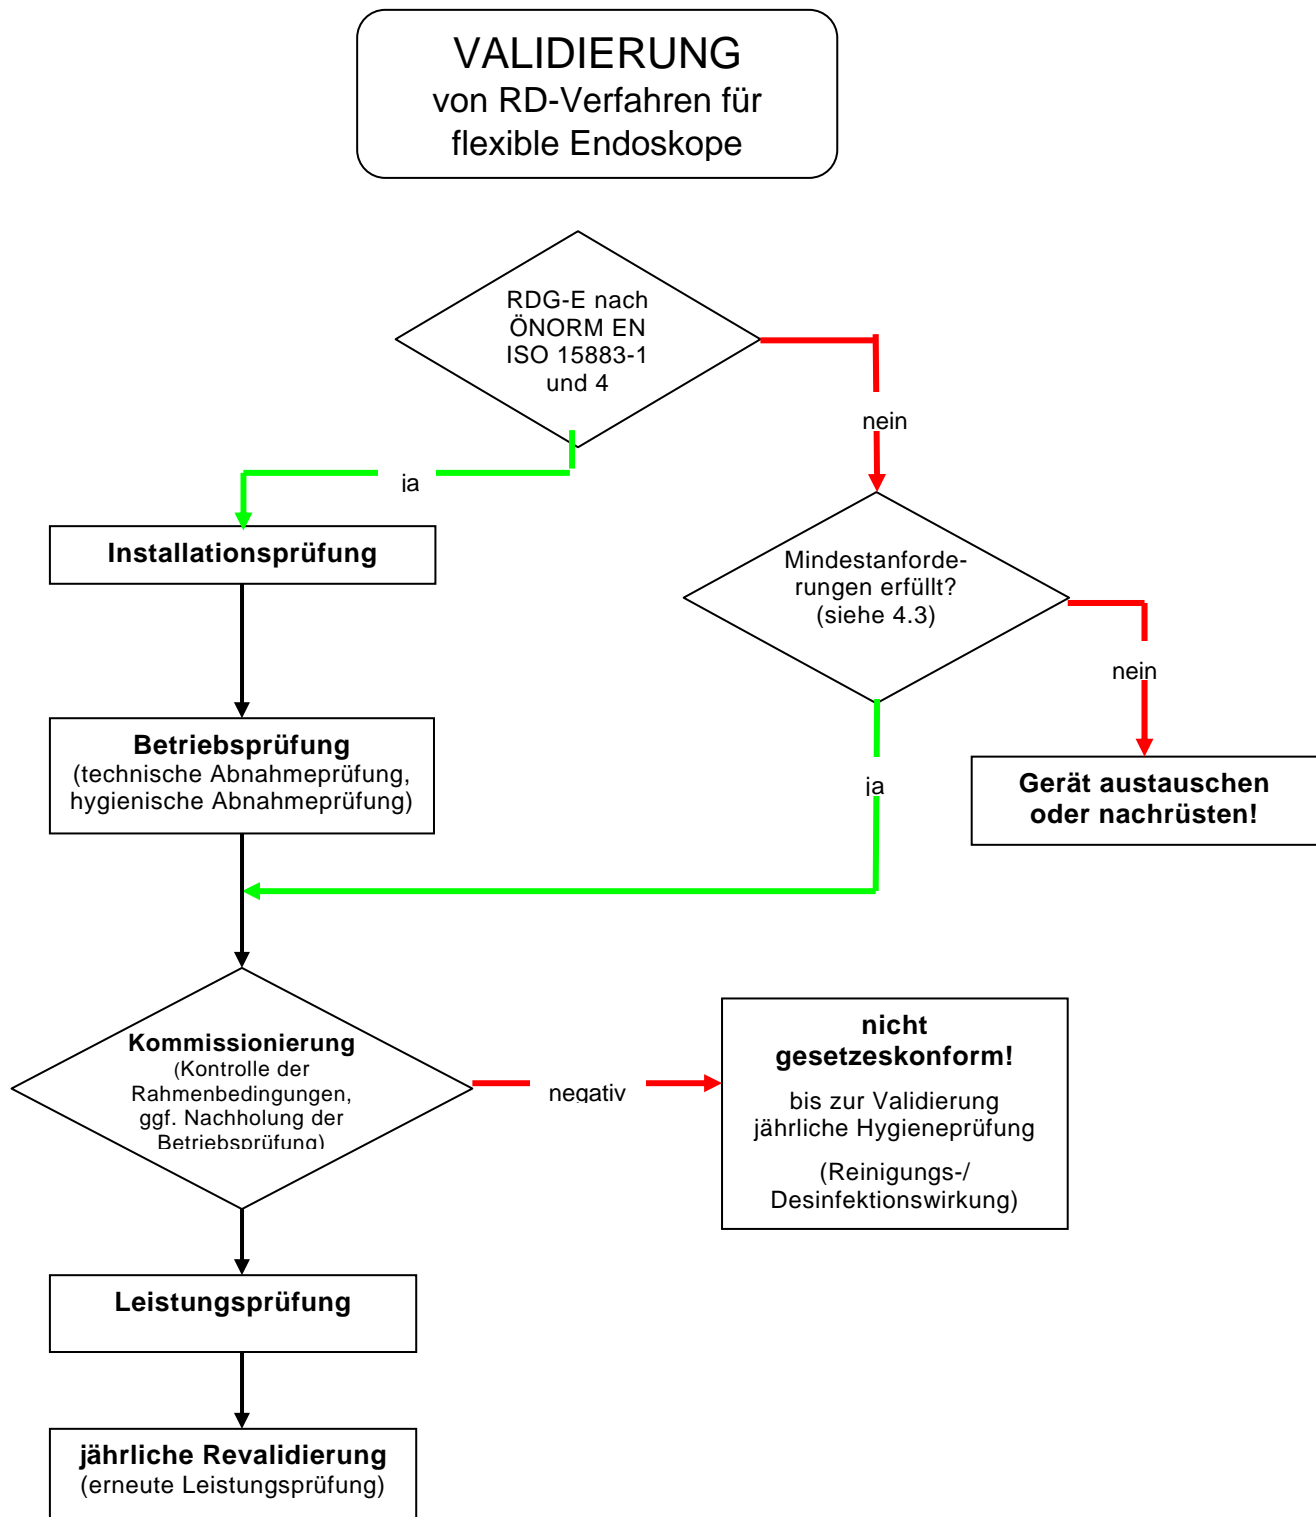 VALIDIERUNG
von RD-Verfahren für
flexible Endoskope
RDG-E nach
ÖNORM EN
ISO 15883-1
und 4
nein
ja
Installationsprüfung
Mindestanforde-
rungen erfüllt?
(siehe 4.3)
nein
Betriebsprüfung
(technische Abnahmeprüfung,
hygienische Abnahmeprüfung)
ja
Gerät austauschen
oder nachrüsten!
Kommissionierung
(Kontrolle der
Rahmenbedingungen,
ggf. Nachholung der
Betriebsprüfung)
negativ
nicht
gesetzeskonform!
bis zur Validierung
jährliche Hygieneprüfung
(Reinigungs-/
Desinfektionswirkung)
Leistungsprüfung
jährliche Revalidierung
(erneute Leistungsprüfung)